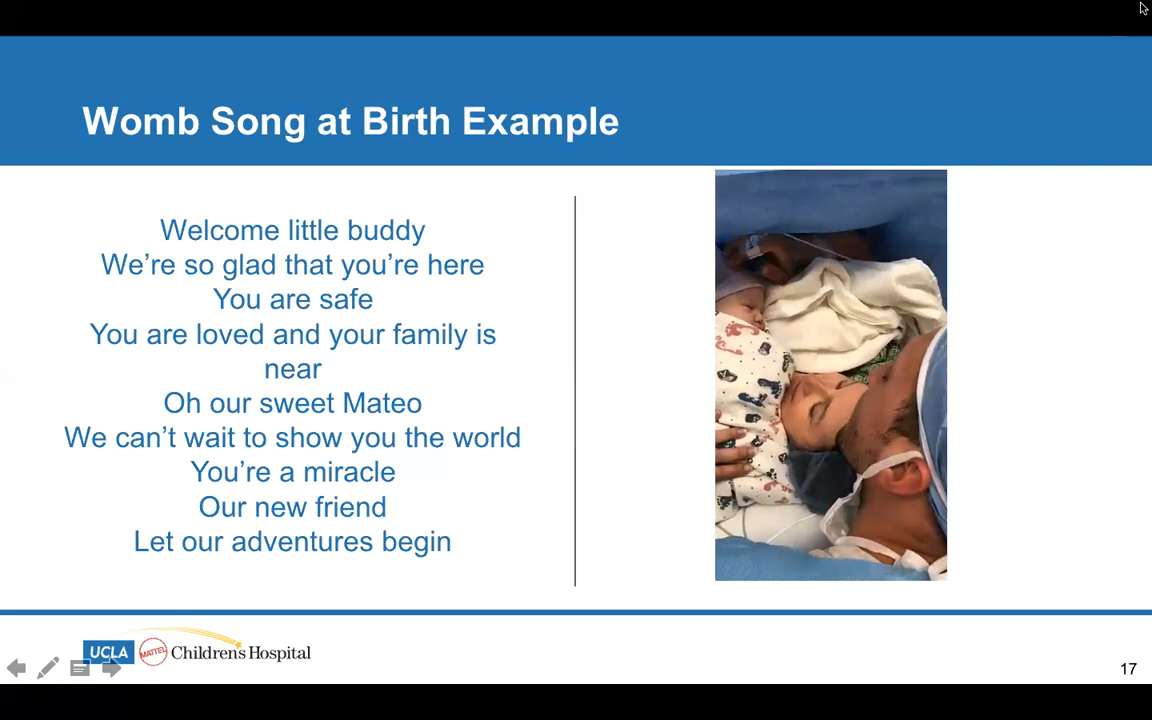 Womb Song at Birth Example
Welcome little buddy
We’re so glad that you’re here
You are safe
You are loved and your family is
near
Oh our sweet Mateo
We can’t wait to show you the world
You’re a miracle
Our new friend
Let our adventures begin
UCLA MATTEL Children's Hospital
17